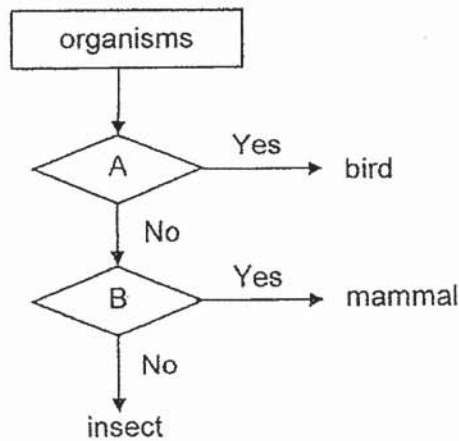 organisms
A
Yes
bird
No
B
Yes
mammal
No
insect